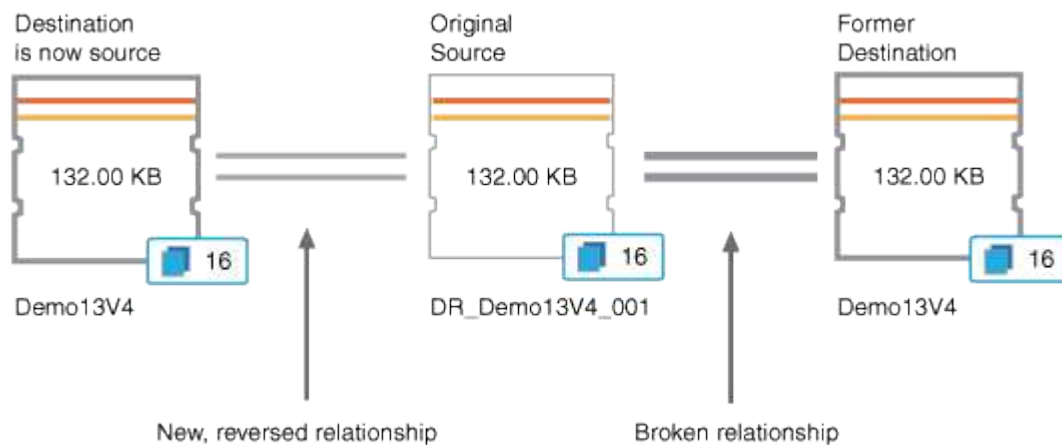 Destination
is now source
Original
Source
Former
Destination
132.00 KB
132.00 KB
132.00 KB
16
16
16
Demo13V4
DR_Demo13V4_001
Demo13V4
New, reversed relationship
Broken relationship